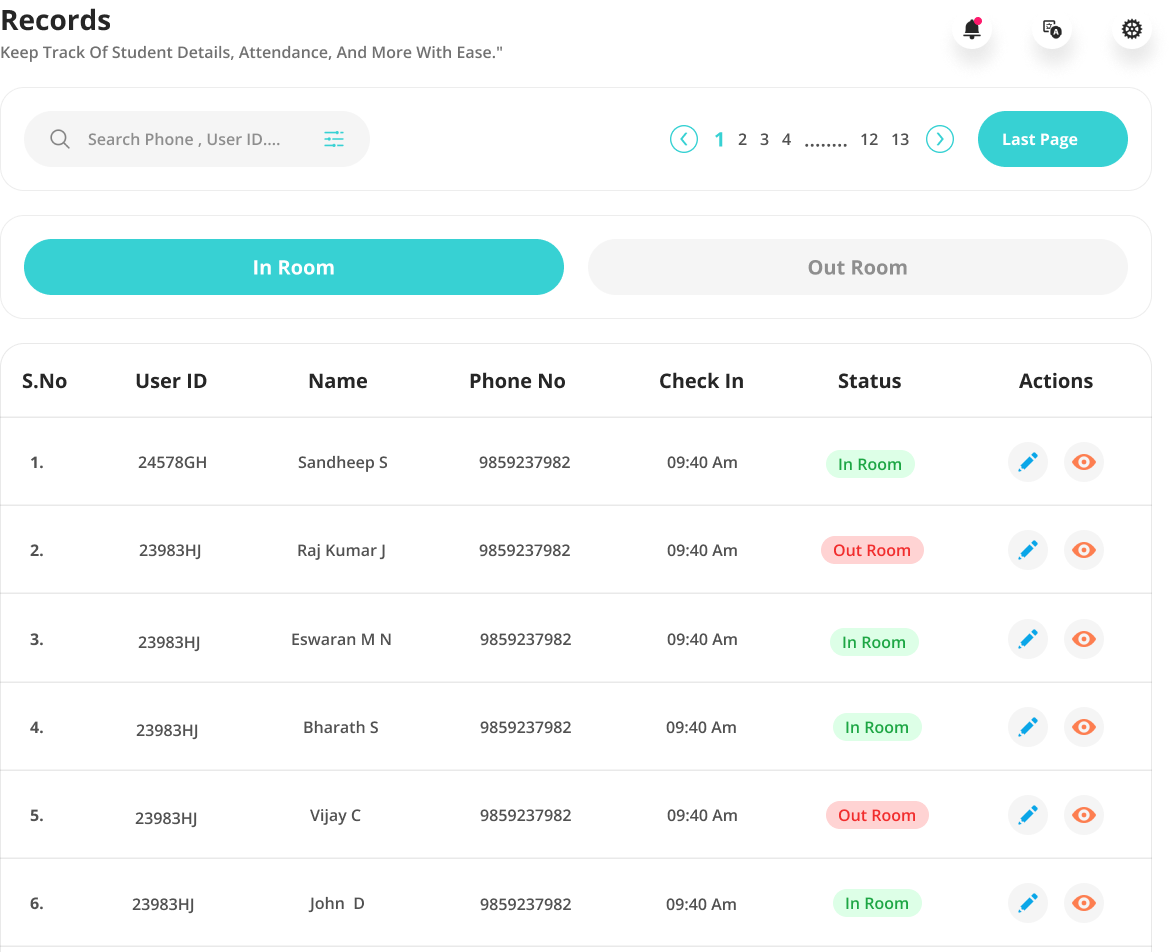 Records
Keep Track Of Student Details, Attendance, And More With Ease."
Search Phone , User ID.... 1 2 3 4 ........ 12 13 Last Page
In Room Out Room
S.No User ID Name Phone No Check In Status Actions
1. 24578GH Sandheep S 9859237982 09:40 Am In Room
2. 23983HJ Raj Kumar J 9859237982 09:40 Am Out Room
3. 23983HJ Eswaran M N 9859237982 09:40 Am In Room
4. 23983HJ Bharath S 9859237982 09:40 Am In Room
5. 23983HJ Vijay C 9859237982 09:40 Am Out Room
6. 23983HJ John  D 9859237982 09:40 Am In Room